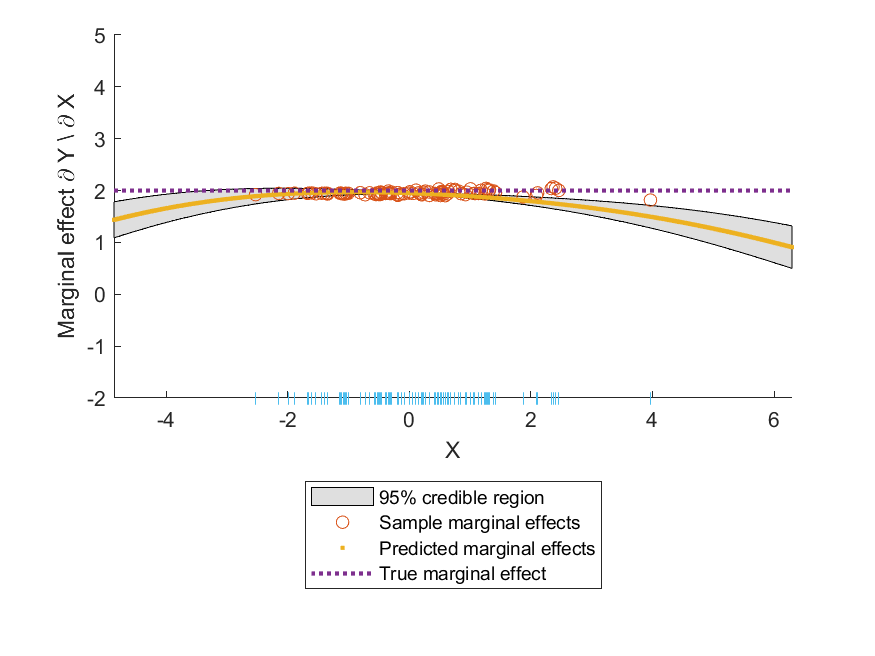 5
4
3
2
1
0
-1
-2
Marginal effect ∂ Y \ ∂ X
-4
-2
0
2
4
6
X
95% credible region
Sample marginal effects
Predicted marginal effects
True marginal effect